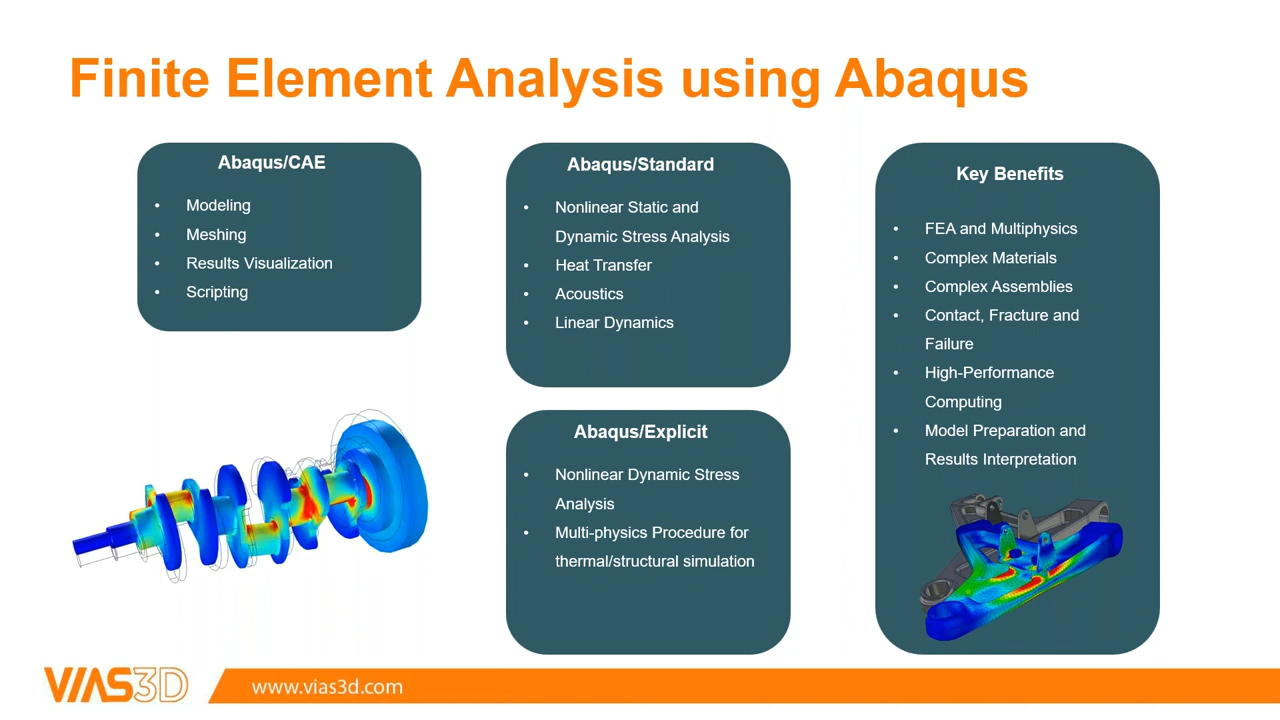 Finite Element Analysis using Abaqus
Abaqus/CAE
• Modeling
• Meshing
• Results Visualization
• Scripting
Abaqus/Standard
• Nonlinear Static and
Dynamic Stress Analysis
• Heat Transfer
• Acoustics
• Linear Dynamics
Abaqus/Explicit
• Nonlinear Dynamic Stress
Analysis
• Multi-physics Procedure for
thermal/structural simulation
Key Benefits
• FEA and Multiphysics
• Complex Materials
• Complex Assemblies
• Contact, Fracture and
Failure
• High-Performance
Computing
• Model Preparation and
Results Interpretation
VIAS3D
www.vias3d.com